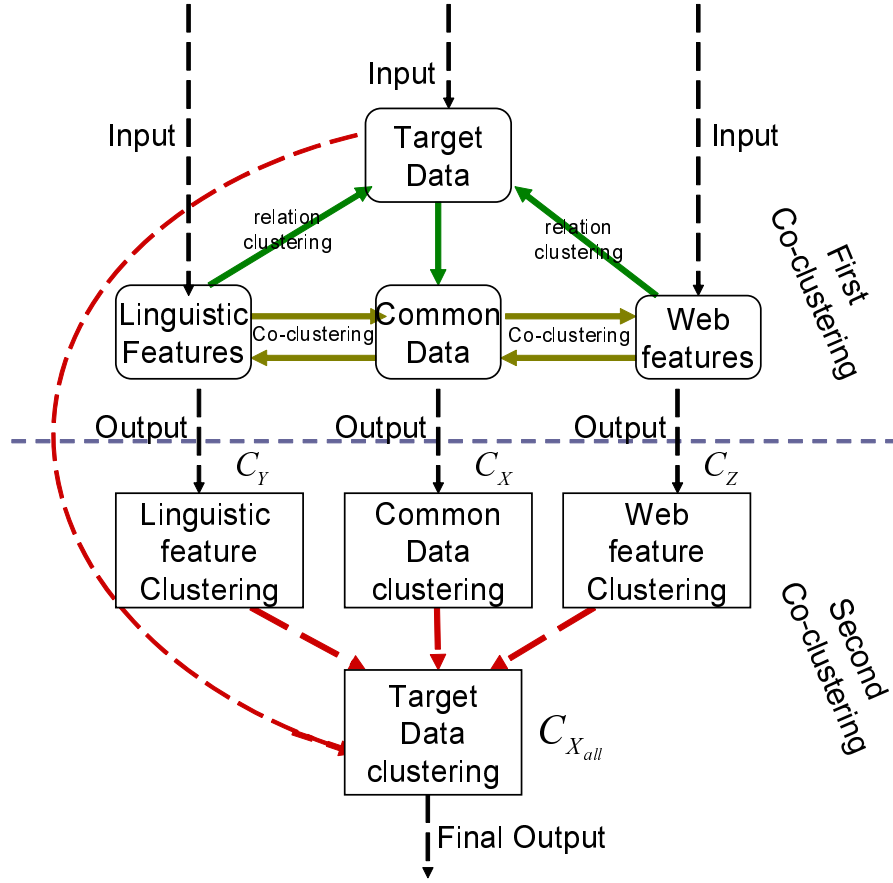 Input
Input
Input
Target
Data
relation
clustering
relation
clustering
First
Co-clustering
Linguistic
Features
Co-clustering
Common
Data
Co-clustering
Web
features
Output
Output
Output
C_Y
C_X
C_Z
Linguistic
feature
Clustering
Common
Data
clustering
Web
feature
Clustering
Second
Co-clustering
Target
Data
clustering
C_{X_{all}}
Final Output